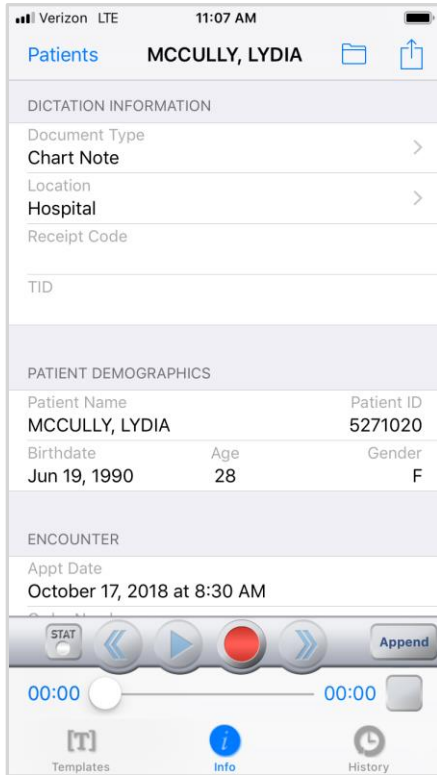 Verizon LTE 11:07 AM
Patients MCCULLY, LYDIA
DICTATION INFORMATION
Document Type
Chart Note
Location
Hospital
Receipt Code
TID
PATIENT DEMOGRAPHICS
Patient Name Patient ID
MCCULLY, LYDIA 5271020
Birthdate Age Gender
Jun 19, 1990 28 F
ENCOUNTER
Appt Date
October 17, 2018 at 8:30 AM
STAT Append
00:00 00:00
[T]
Templates Info History